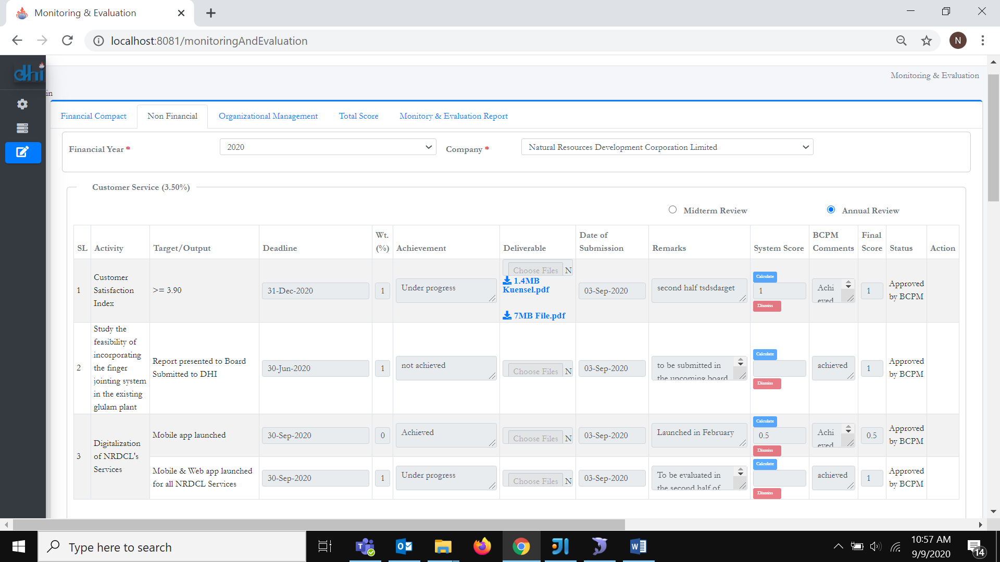 Monitoring & Evaluation
localhost:8081/monitoringAndEvaluation
N
dhi
Monitoring & Evaluation
in
Financial Compact
Non Financial
Organizational Management
Total Score
Monitory & Evaluation Report
Financial Year *
2020
Company *
Natural Resources Development Corporation Limited
Customer Service (3.50%)
Midterm Review
Annual Review
SL
Activity
Target/Output
Deadline
Wt. (%)
Achievement
Deliverable
Date of Submission
Remarks
System Score
BCPM Comments
Final Score
Status
Action
1
Customer
Satisfaction
Index
>= 3.90
31-Dec-2020
1
Under progress
Choose Files N
1.4MB
Kuensel.pdf
7MB File.pdf
03-Sep-2020
second half tsdsdarget
Calculate
1
Dismiss
Achi
eved
1
Approved
by BCPM
2
Study the
feasibility of
incorporating
the finger
jointing system
in the existing
glulam plant
Report presented to Board
Submitted to DHI
30-Jun-2020
1
not achieved
Choose Files N
03-Sep-2020
to be submitted in
the upcoming board
Calculate
Dismiss
achieved
1
Approved
by BCPM
3
Digitalization
of NRDCL's
Services
Mobile app launched
30-Sep-2020
0
Achieved
Choose Files N
03-Sep-2020
Launched in February
Calculate
0.5
Dismiss
Achi
eved
0.5
Approved
by BCPM
Mobile & Web app launched
for all NRDCL Services
30-Sep-2020
1
Under progress
Choose Files N
03-Sep-2020
To be evaluated in
the second half of
Calculate
Dismiss
achieved
1
Approved
by BCPM
Type here to search
10:57 AM
9/9/2020
14